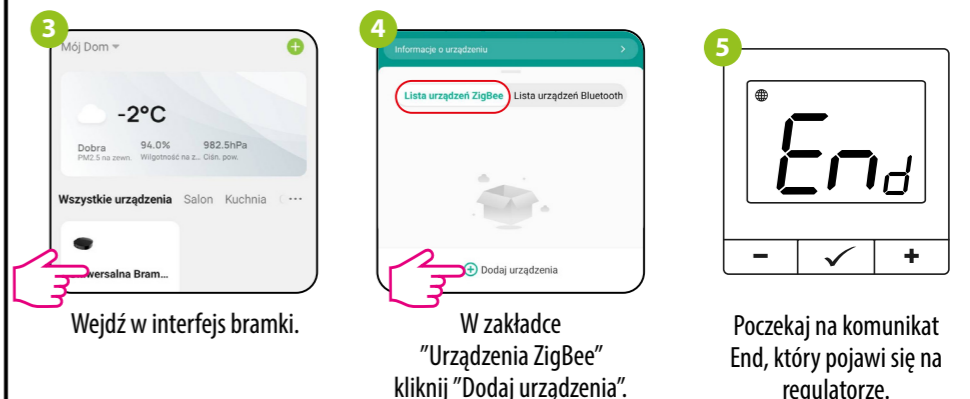 3
Mój Dom
-2°C
Dobra 94.0% 982.5hPa
PM2.5 na zewn. Wilgotność na z... Ciśn. pow.
Wszystkie urządzenia Salon Kuchnia
Bram...
Wejdź w interfejs bramki.
4
Informacje o urządzeniu
Lista urządzeń ZigBee Lista urządzeń Bluetooth
Dodaj urządzenia
W zakładce
"Urządzenia ZigBee"
kliknij "Dodaj urządzenia".
5
End
- ✓ +
Poczekaj na komunikat
End, który pojawi się na
regulatorze.